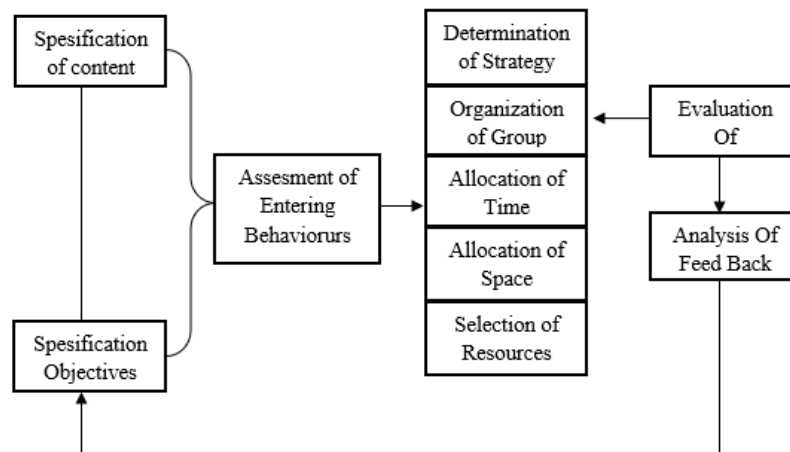 Spesification
of content
Spesification
Objectives
Assesment of
Entering
Behaviorurs
Determination
of Strategy
Organization
of Group
Allocation of
Time
Allocation of
Space
Selection of
Resources
Evaluation
Of
Analysis Of
Feed Back